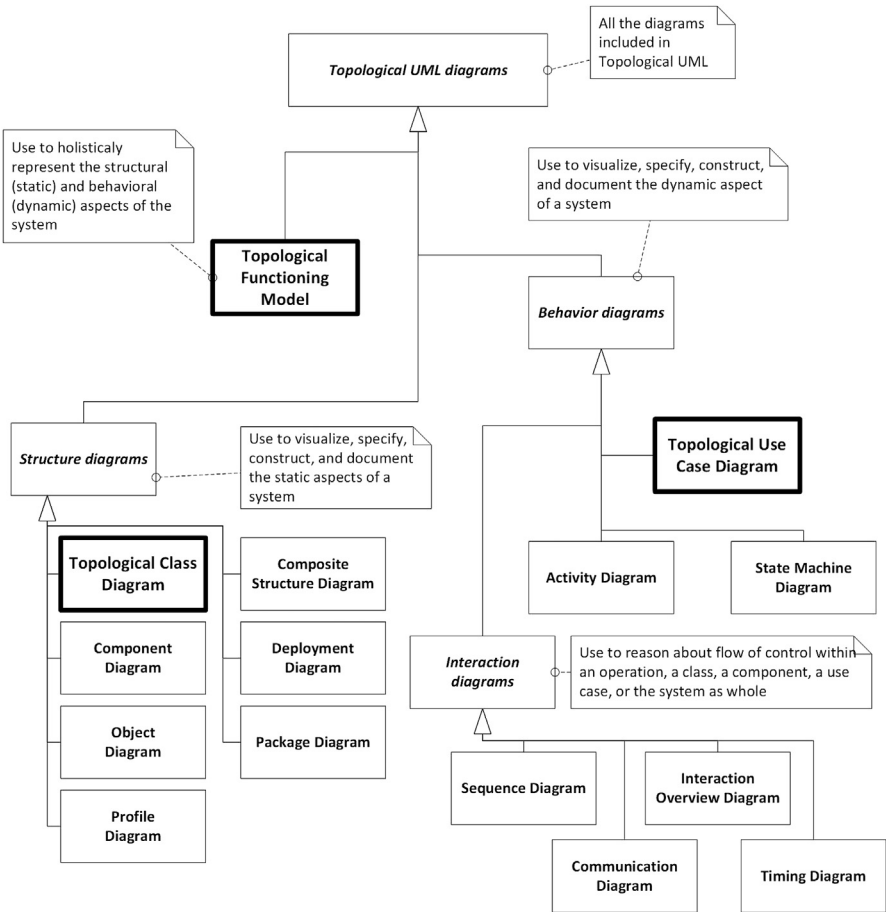 Topological UML diagrams
All the diagrams
included in
Topological UML
Use to holisticaly
represent the structural
(static) and behavioral
(dynamic) aspects of the
system
Use to visualize, specify, construct,
and document the dynamic aspect
of a system
Topological
Functioning
Model
Behavior diagrams
Structure diagrams
Use to visualize, specify,
construct, and document
the static aspects of a
system
Topological Use
Case Diagram
Topological Class
Diagram
Composite
Structure Diagram
Activity Diagram
State Machine
Diagram
Component
Diagram
Deployment
Diagram
Interaction
diagrams
Use to reason about flow of control within
an operation, a class, a component, a use
case, or the system as whole
Object
Diagram
Package Diagram
Sequence Diagram
Interaction
Overview Diagram
Profile
Diagram
Communication
Diagram
Timing Diagram